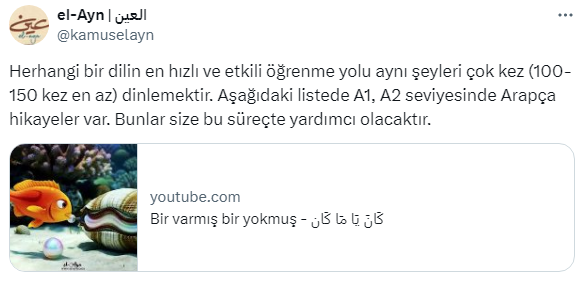 el-Ayn | العين
@kamuselayn
Herhangi bir dilin en hızlı ve etkili öğrenme yolu aynı şeyleri çok kez (100-
150 kez en az) dinlemektir. Aşağıdaki listede A1, A2 seviyesinde Arapça
hikayeler var. Bunlar size bu süreçte yardımcı olacaktır.
youtube.com
Bir varmış bir yokmuş - كَانَ يَا مَا كَان